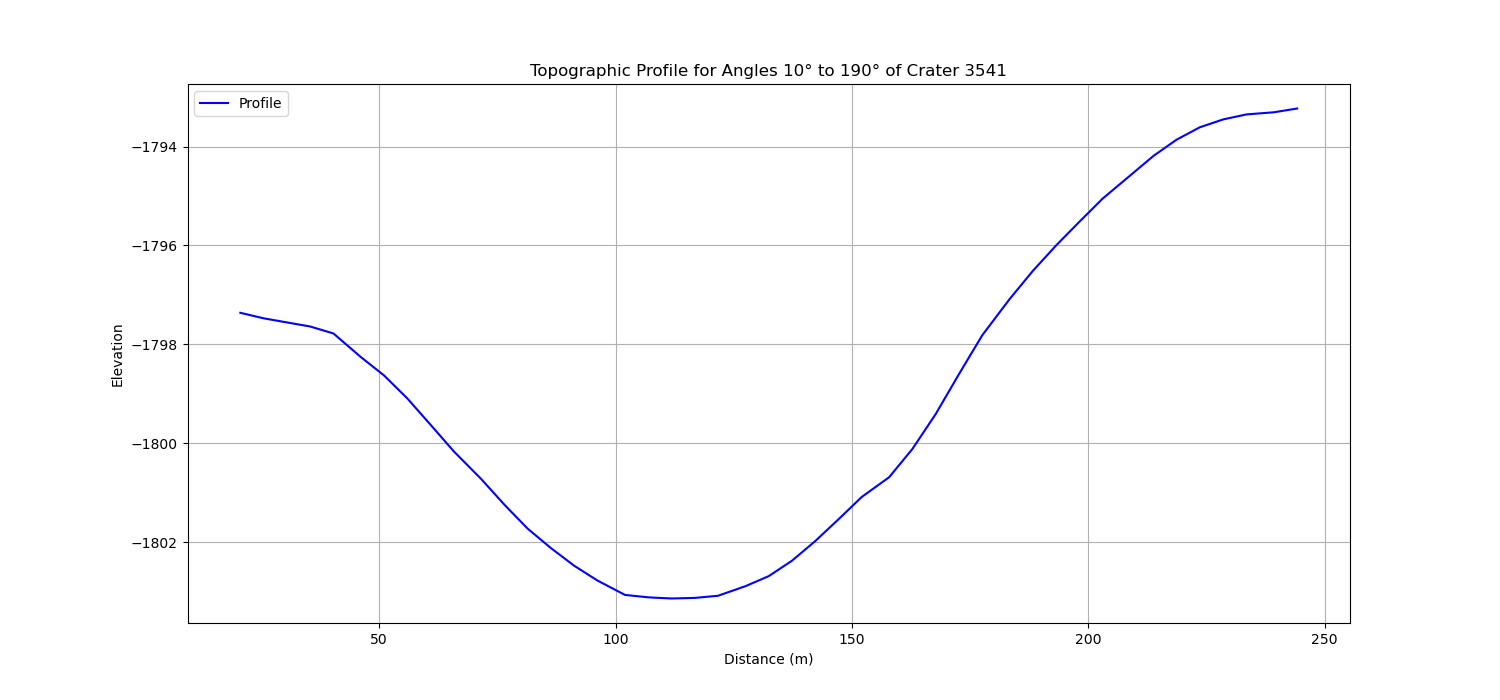 Topographic Profile for Angles 10° to 190° of Crater 3541
Profile
−1794
−1796
−1798
−1800
−1802
Elevation
50
100
150
200
250
Distance (m)